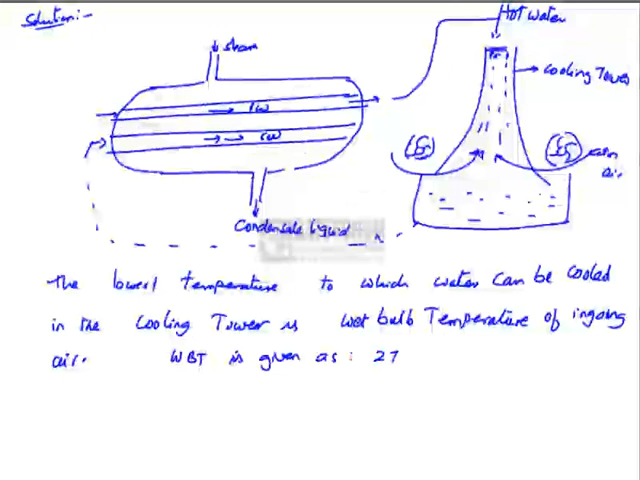 Solution:-
Hot water
steam
Cooling Tower
CW
CW
air
Condensate liquid
The lowest temperature to which water can be cooled
in the Cooling Tower is wet bulb Temperature of ingoing
air. WBT is given as : 27